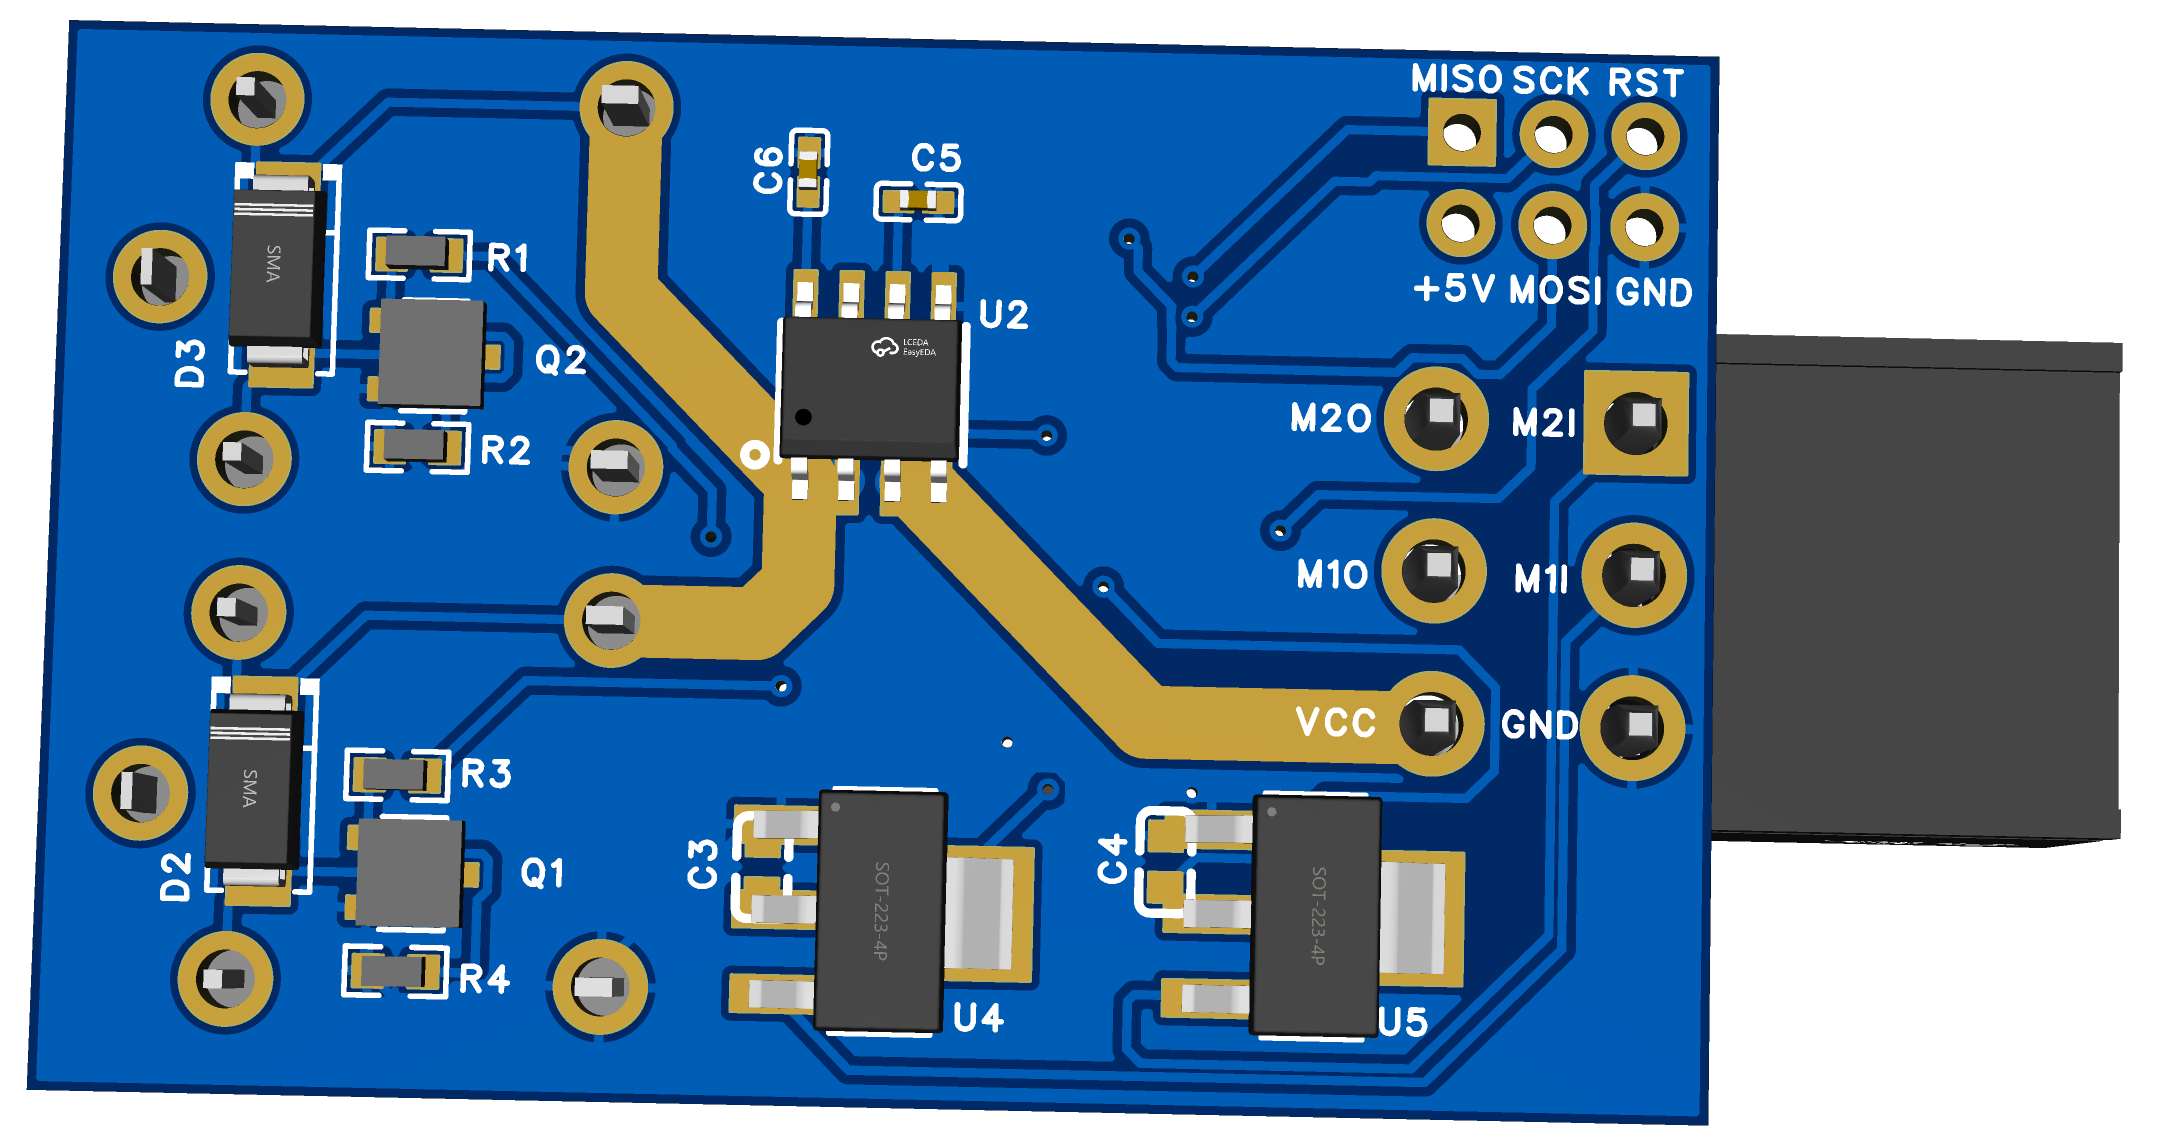 MISO SCK RST
C6
C5
SMA
R1
+5V MOSI GND
U2
LCEDA
EasyEDA
D3
Q2
M2O
M2I
R2
M1O
M1I
VCC
GND
SMA
R3
C3
C4
D2
Q1
SOT-223-4P
SOT-223-4P
R4
U4
U5